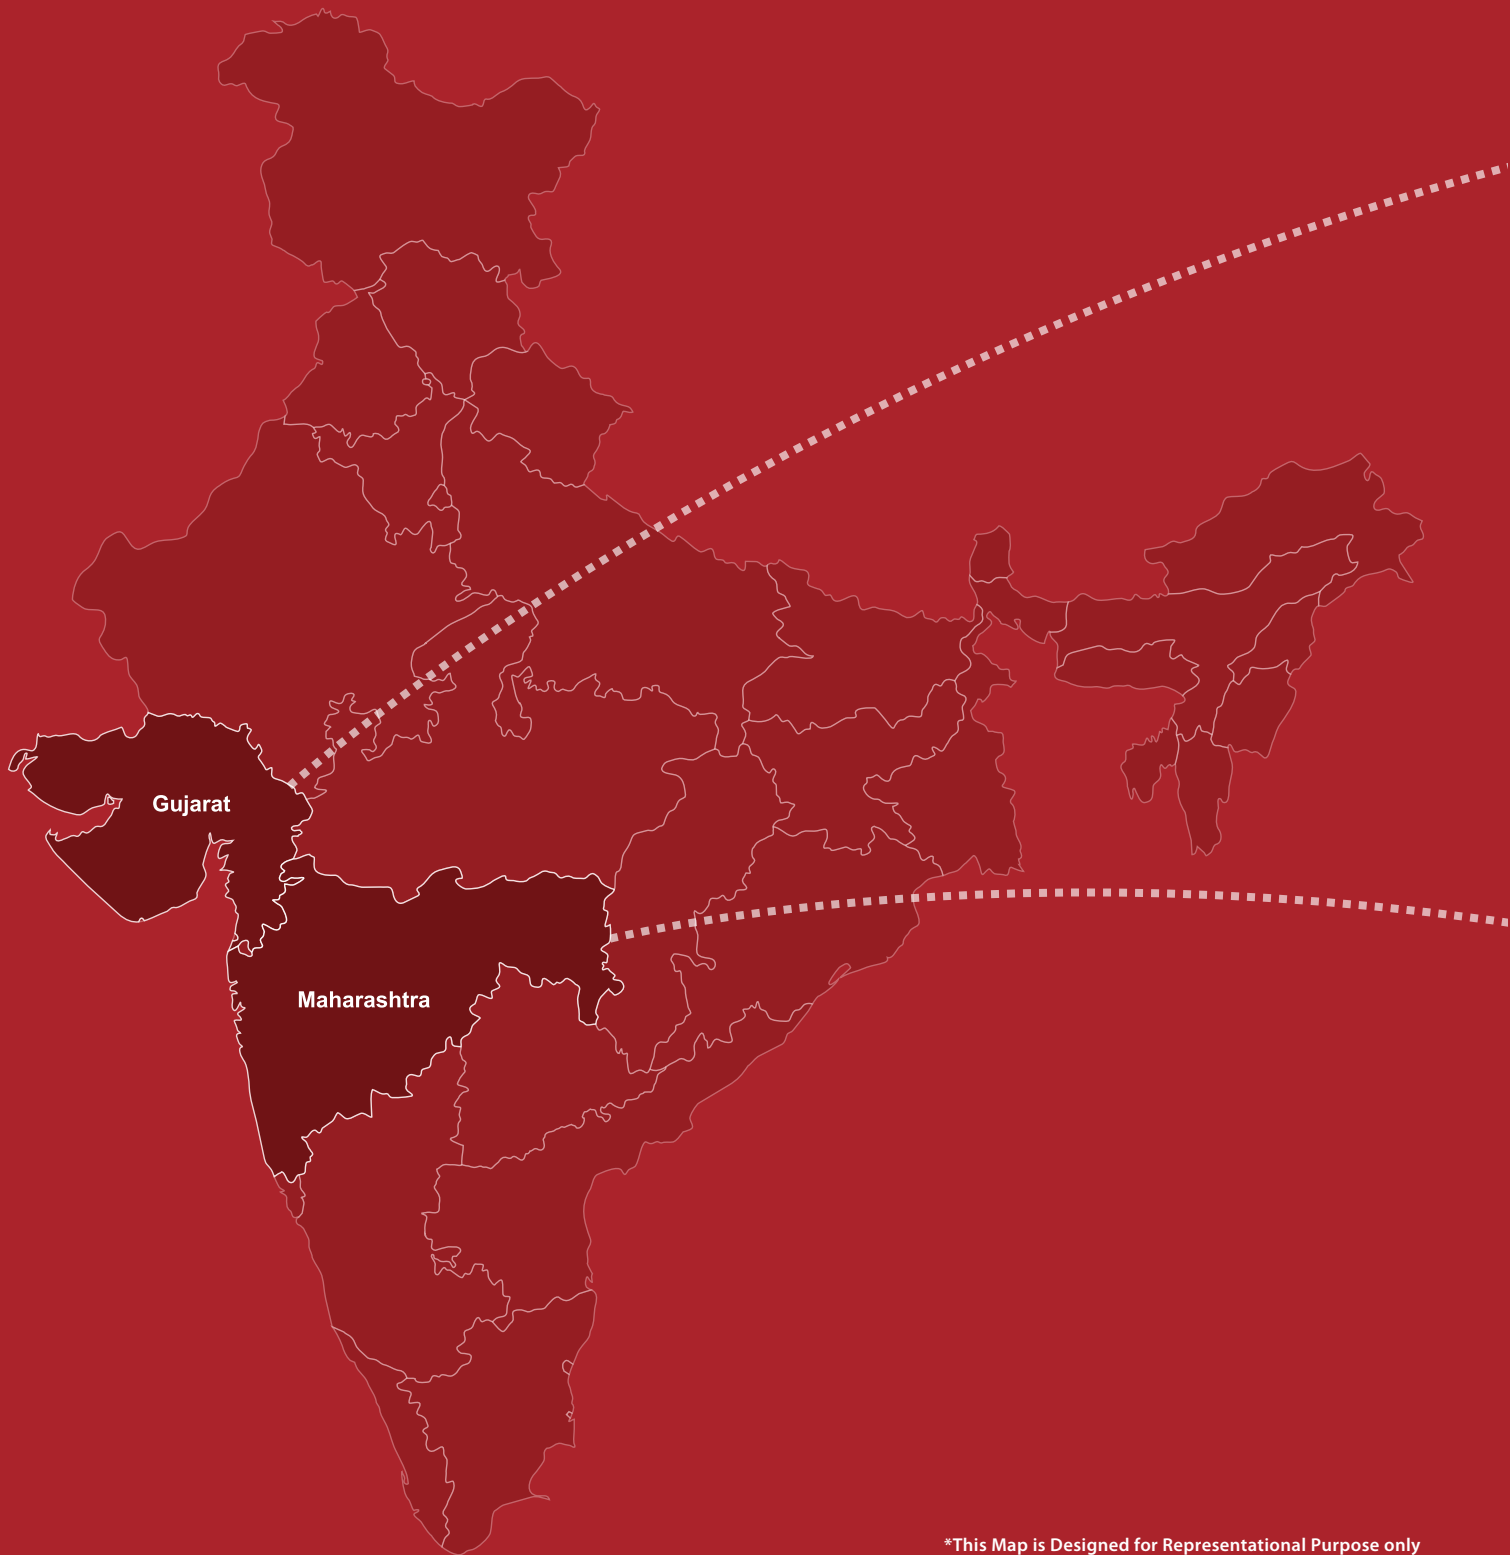 Gujarat
Maharashtra
*This Map is Designed for Representational Purpose only